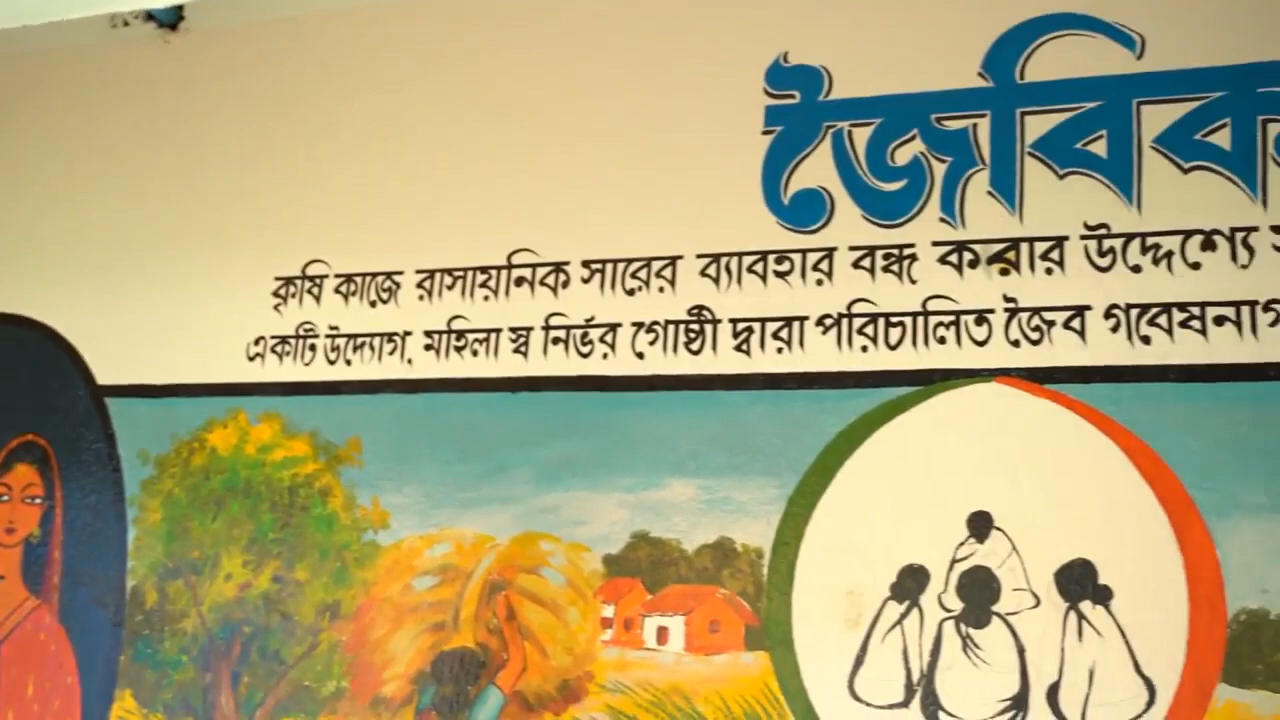 জৈবিক
কৃষি কাজে রাসায়নিক সারের ব্যাবহার বন্ধ করার উদ্দেশ্যে
একটি উদ্যোগ, মহিলা স্ব নির্ভর গোষ্ঠী দ্বারা পরিচালিত জৈব গবেষনাগ